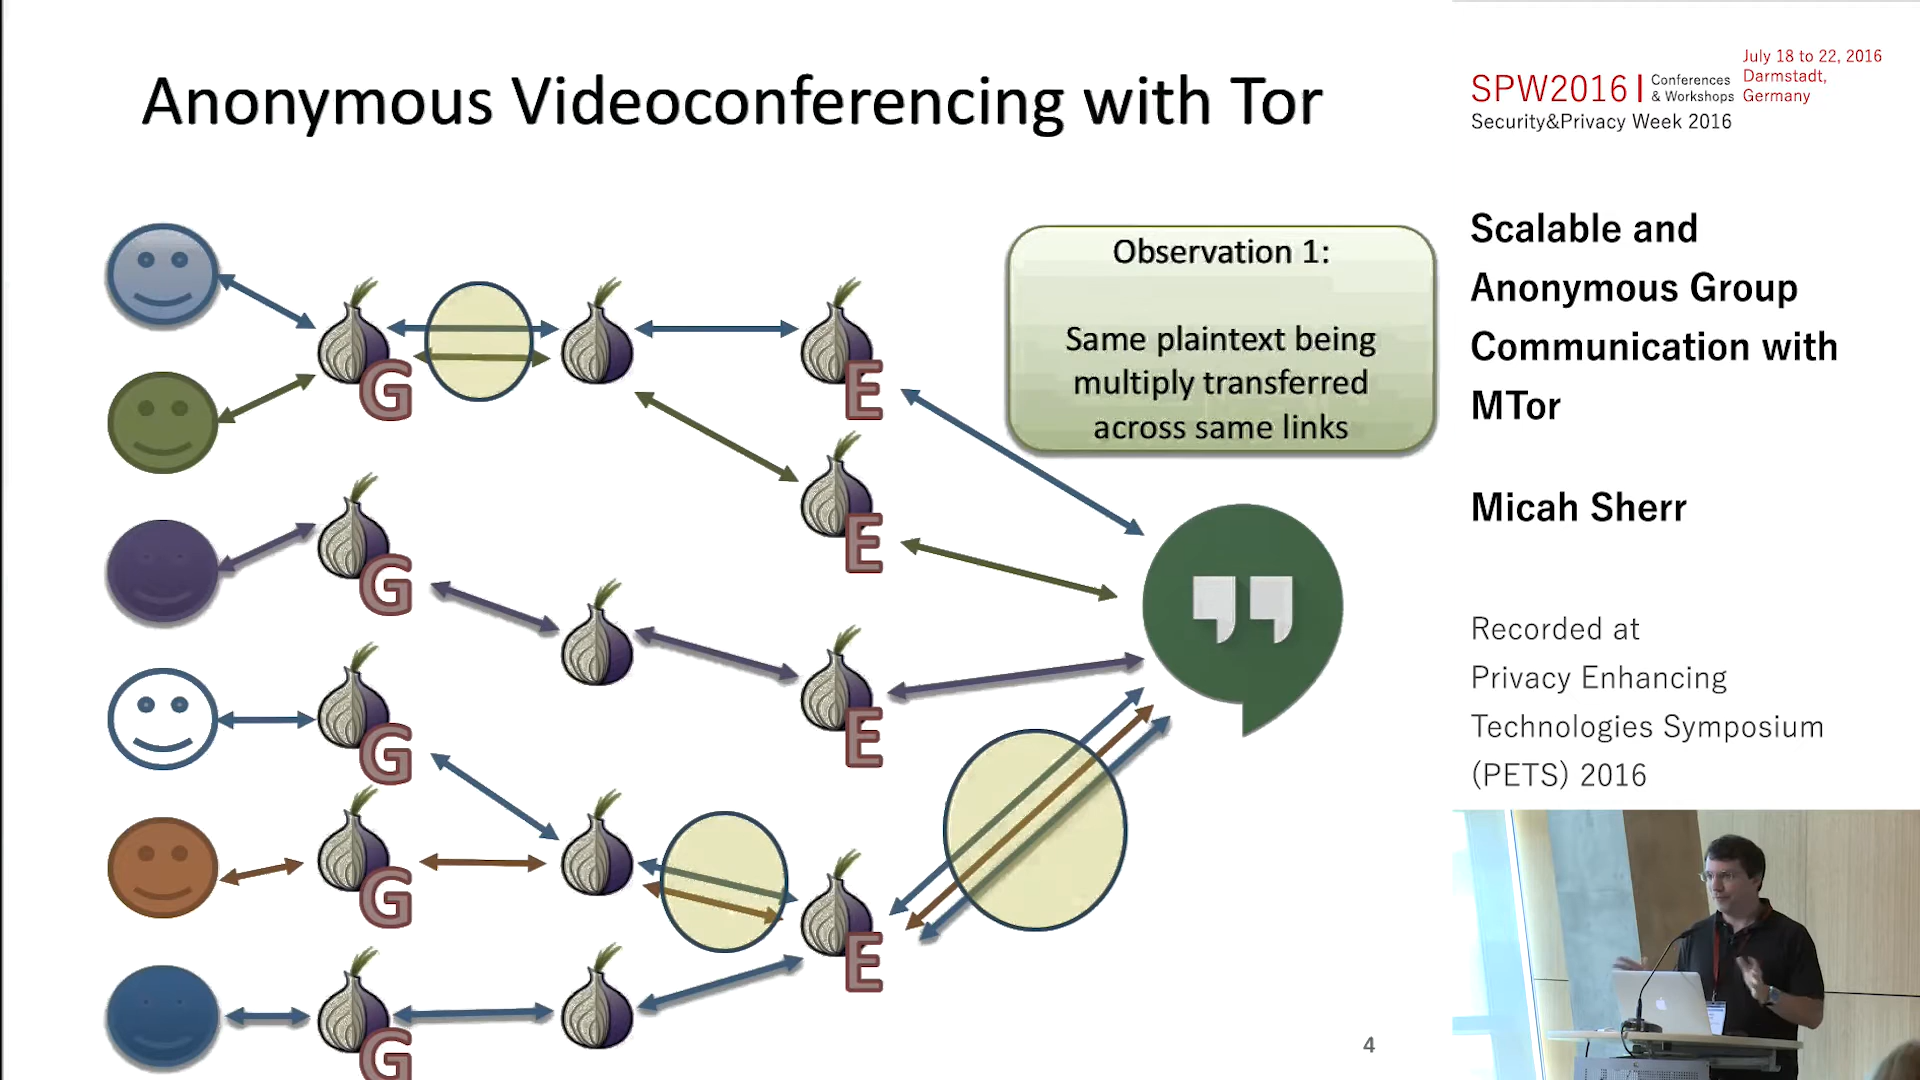 Anonymous Videoconferencing with Tor
Observation 1:
Same plaintext being
multiply transferred
across same links
G
E
E
G
G
E
G
G
E
G
4
SPW2016 | Conferences & Workshops
July 18 to 22, 2016
Darmstadt,
Germany
Security&Privacy Week 2016
Scalable and
Anonymous Group
Communication with
MTor
Micah Sherr
Recorded at
Privacy Enhancing
Technologies Symposium
(PETS) 2016